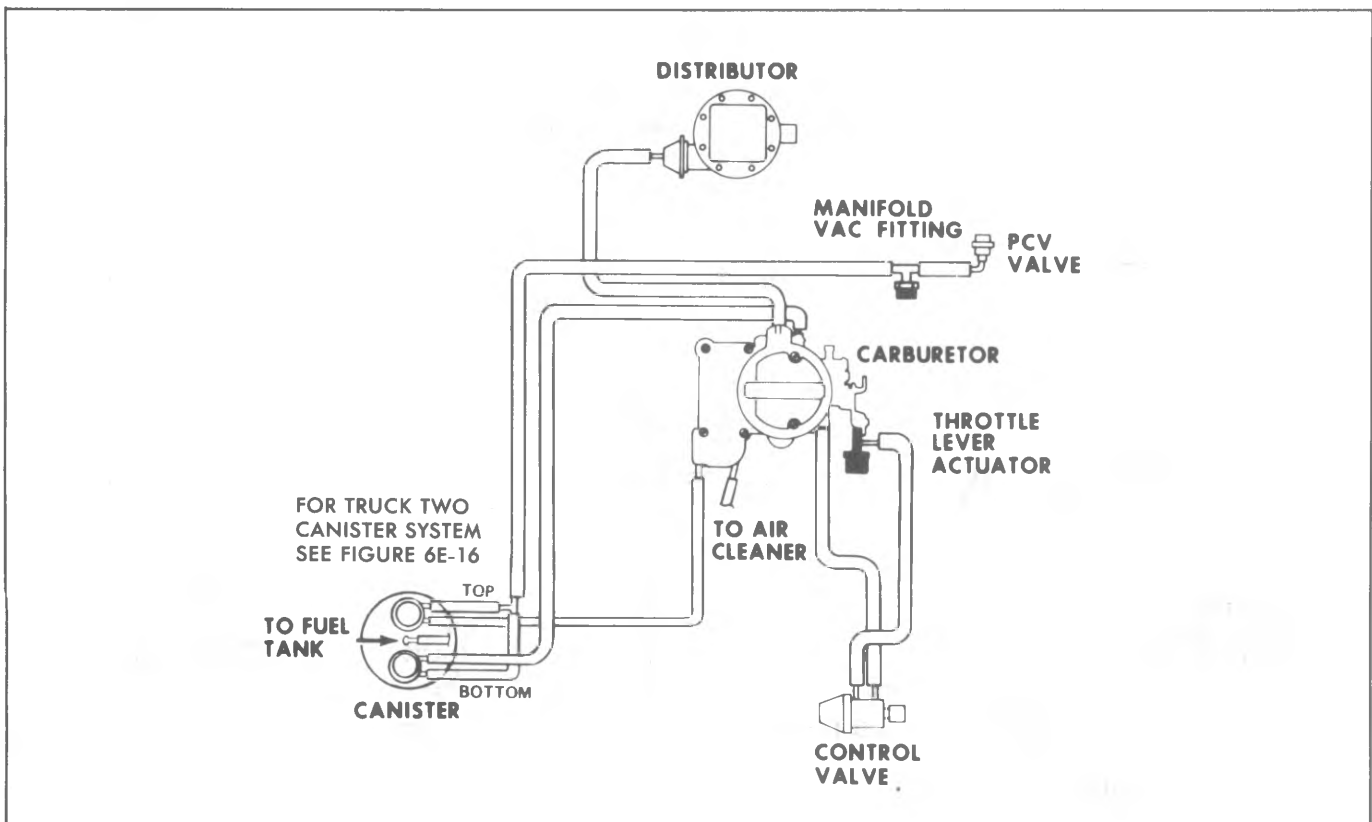 DISTRIBUTOR
MANIFOLD
VAC FITTING
PCV
VALVE
CARBURETOR
THROTTLE
LEVER
ACTUATOR
FOR TRUCK TWO
CANISTER SYSTEM
SEE FIGURE 6E-16
TO AIR
CLEANER
TOP
TO FUEL
TANK
BOTTOM
CANISTER
CONTROL
VALVE